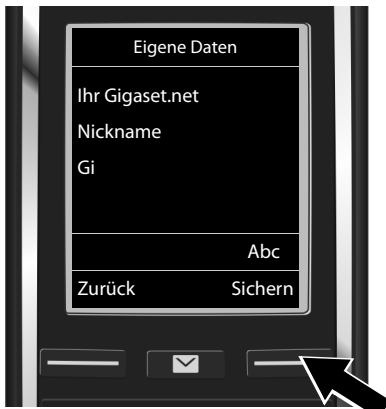 Eigene Daten
Ihr Gigaset.net
Nickname
Gi
Abc
Zurück Sichern